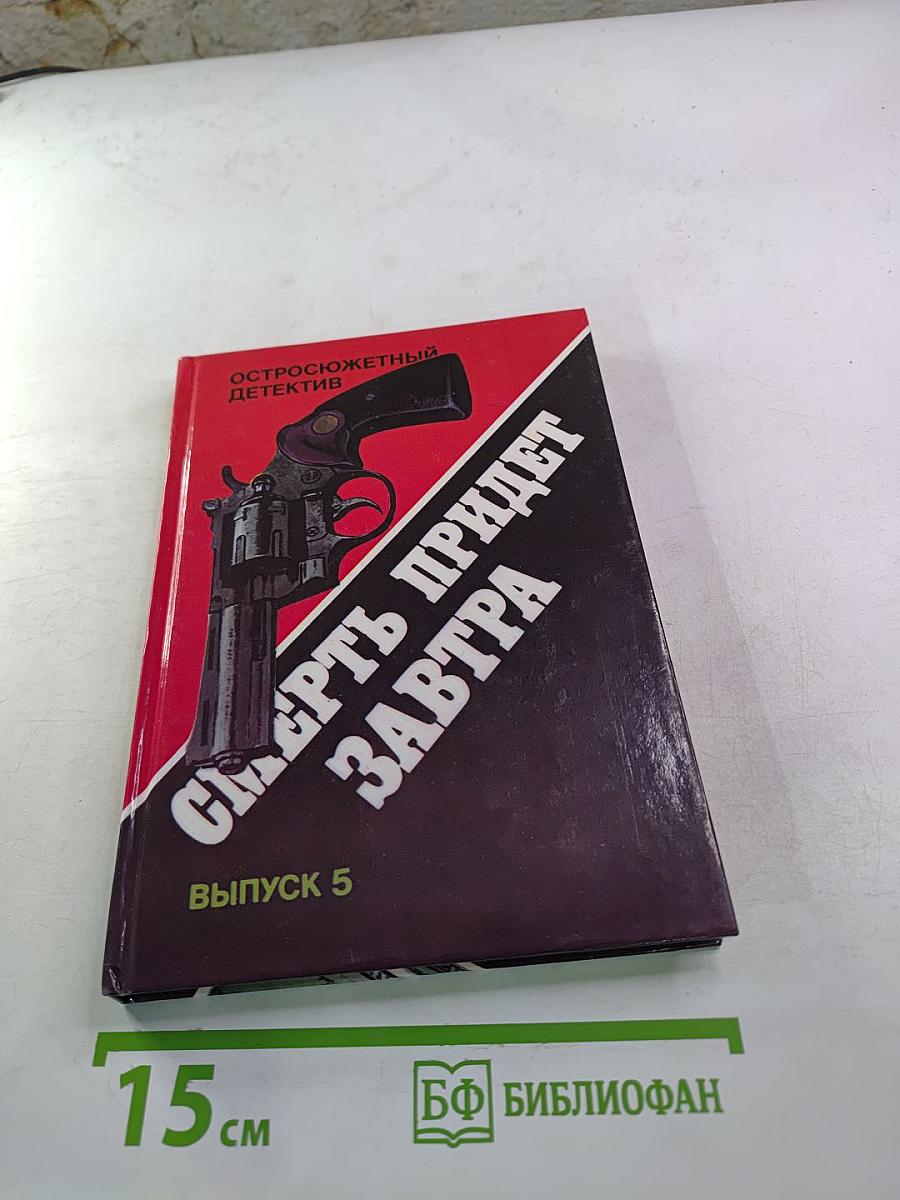 ОСТРОСЮЖЕТНЫЙ
ДЕТЕКТИВ
СМЕРТЬ ПРИДЕТ
ЗАВТРА
ВЫПУСК 5
15 см
БФ БИБЛИОФАН